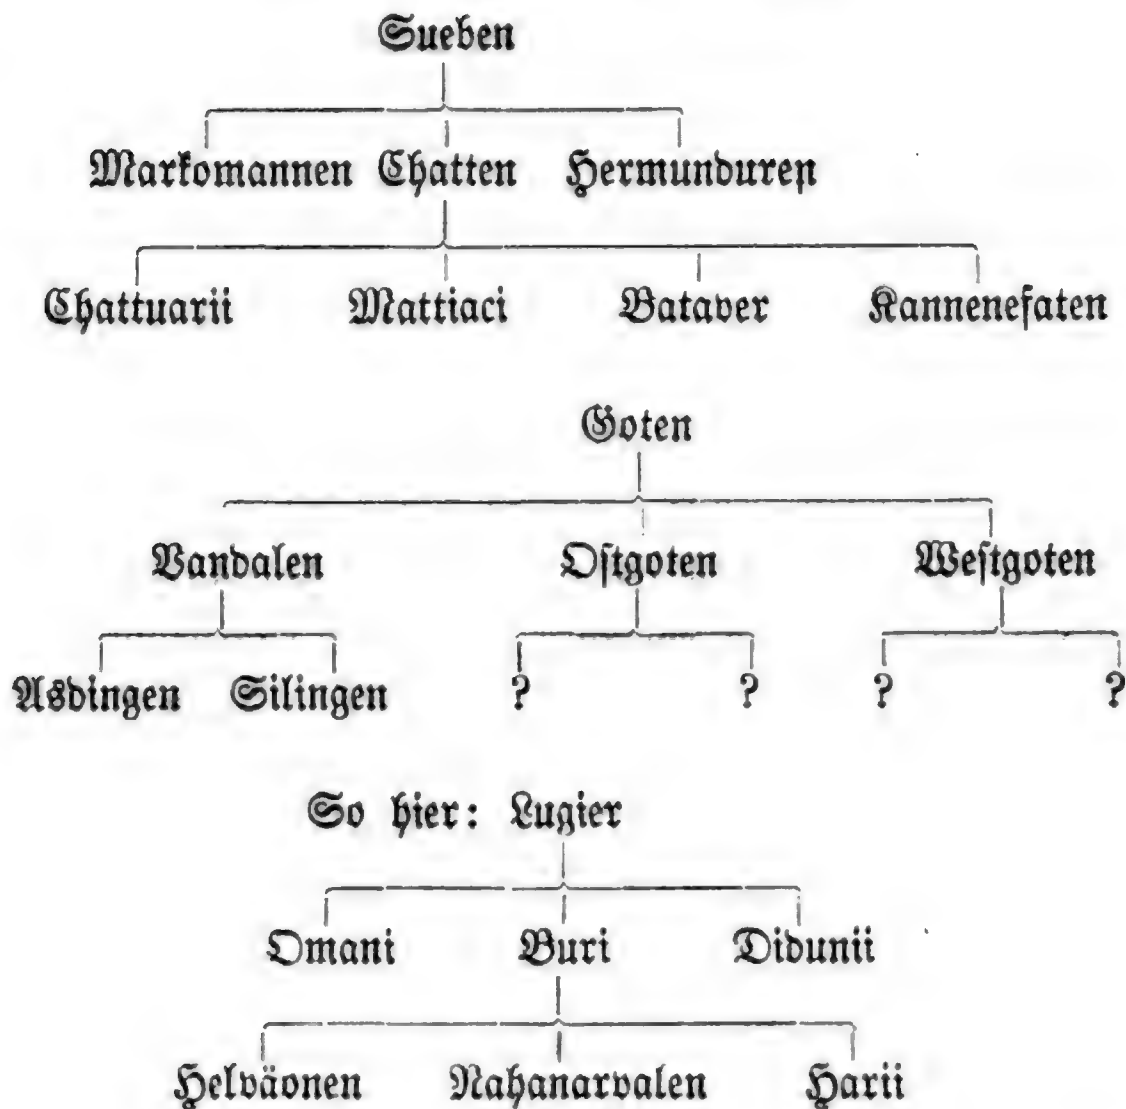 Sueben
Markomannen Chatten Hermunduren
Chattuarii Mattiaci Bataver Kannenefaten
Goten
Vandalen Ostgoten Westgoten
Asdingen Silingen ? ? ? ?
So hier: Lugier
Omani Buri Didunii
Helväonen Nahanarvalen Harii